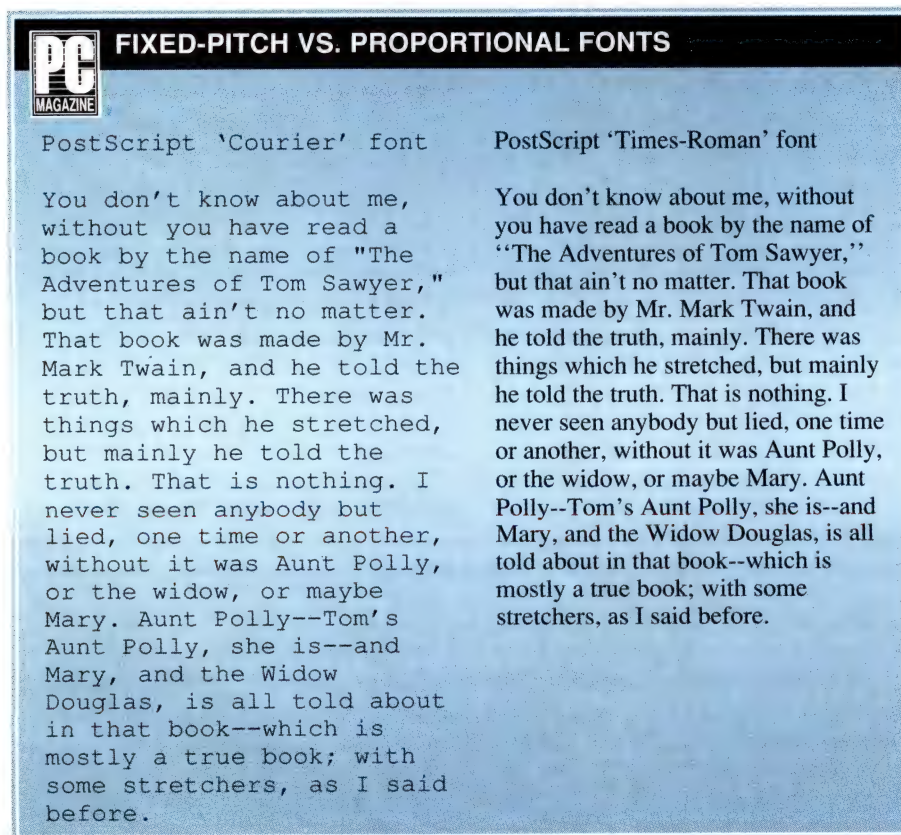 PC
MAGAZINE
FIXED-PITCH VS. PROPORTIONAL FONTS
PostScript 'Courier' font
You don't know about me,
without you have read a
book by the name of "The
Adventures of Tom Sawyer,"
but that ain't no matter.
That book was made by Mr.
Mark Twain, and he told the
truth, mainly. There was
things which he stretched,
but mainly he told the
truth. That is nothing. I
never seen anybody but
lied, one time or another,
without it was Aunt Polly,
or the widow, or maybe
Mary. Aunt Polly--Tom's
Aunt Polly, she is--and
Mary, and the Widow
Douglas, is all told about
in that book--which is
mostly a true book; with
some stretchers, as I said
before.
PostScript 'Times-Roman' font
You don't know about me, without
you have read a book by the name of
''The Adventures of Tom Sawyer,''
but that ain't no matter. That book
was made by Mr. Mark Twain, and
he told the truth, mainly. There was
things which he stretched, but mainly
he told the truth. That is nothing. I
never seen anybody but lied, one time
or another, without it was Aunt Polly,
or the widow, or maybe Mary. Aunt
Polly--Tom's Aunt Polly, she is--and
Mary, and the Widow Douglas, is all
told about in that book--which is
mostly a true book; with some
stretchers, as I said before.